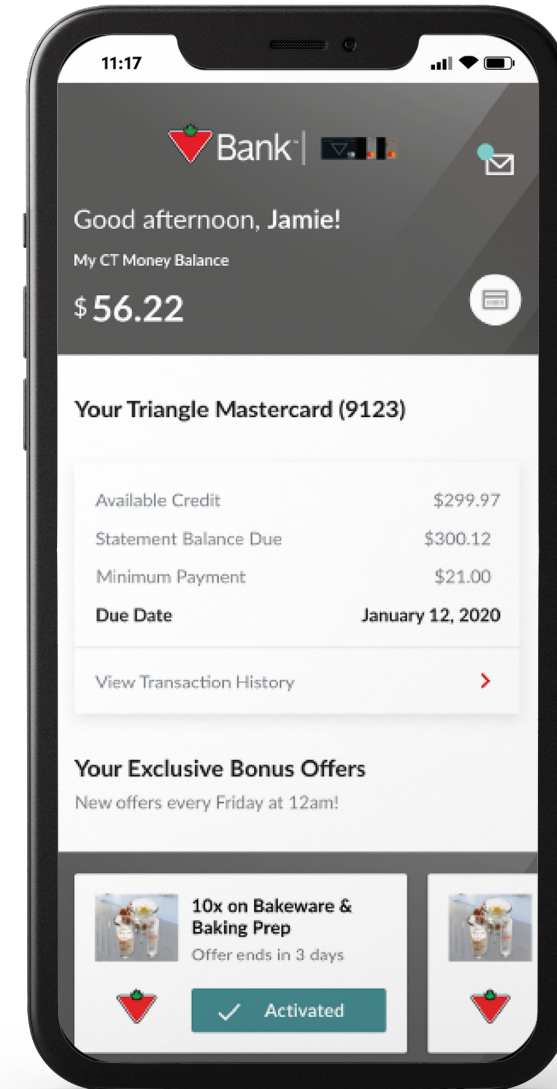 11:17
Bank
Good afternoon, Jamie!
My CT Money Balance
$56.22
Your Triangle Mastercard (9123)
Available Credit $299.97
Statement Balance Due $300.12
Minimum Payment $21.00
Due Date January 12, 2020
View Transaction History
Your Exclusive Bonus Offers
New offers every Friday at 12am!
10x on Bakeware &
Baking Prep
Offer ends in 3 days
Activated